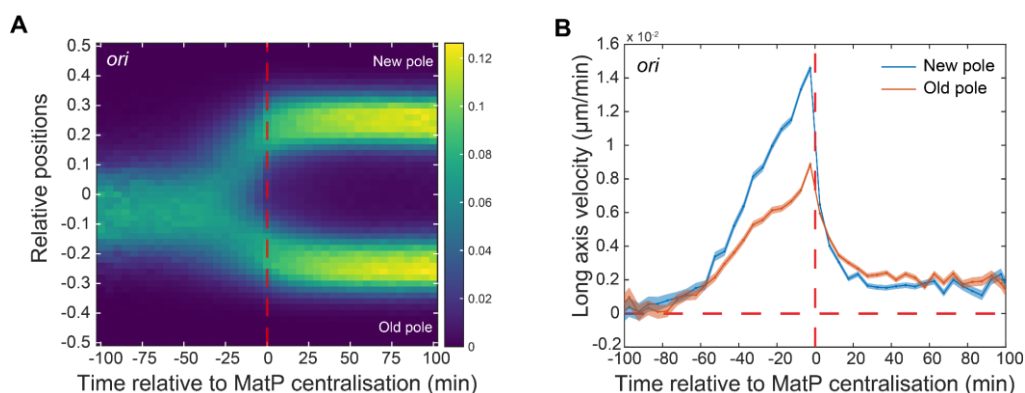 A
ori
New pole
Old pole
0.5
0.4
0.3
0.2
0.1
0
-0.1
-0.2
-0.3
-0.4
-0.5
Relative positions
-100 -75 -50 -25 0 25 50 75 100
Time relative to MatP centralisation (min)
0.12
0.1
0.08
0.06
0.04
0.02
0
B
× 10⁻²
ori
New pole
Old pole
1.6
1.4
1.2
1
0.8
0.6
0.4
0.2
0
-0.2
Long axis velocity (µm/min)
-100 -80 -60 -40 -20 0 20 40 60 80 100
Time relative to MatP centralisation (min)